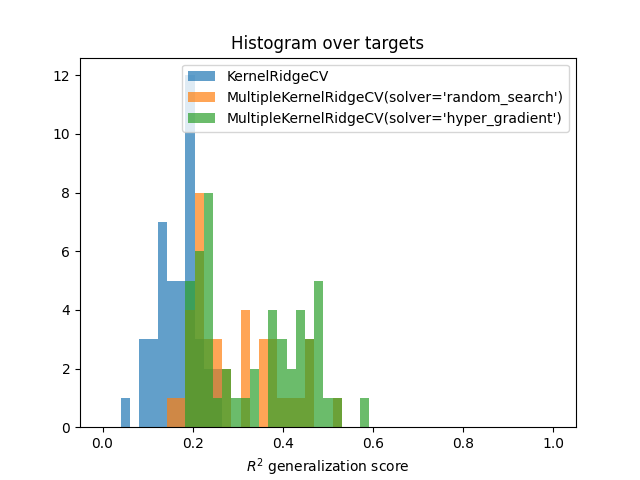 Histogram over targets
KernelRidgeCV
MultipleKernelRidgeCV(solver='random_search')
MultipleKernelRidgeCV(solver='hyper_gradient')
12
10
8
6
4
2
0
0.0 0.2 0.4 0.6 0.8 1.0
R² generalization score